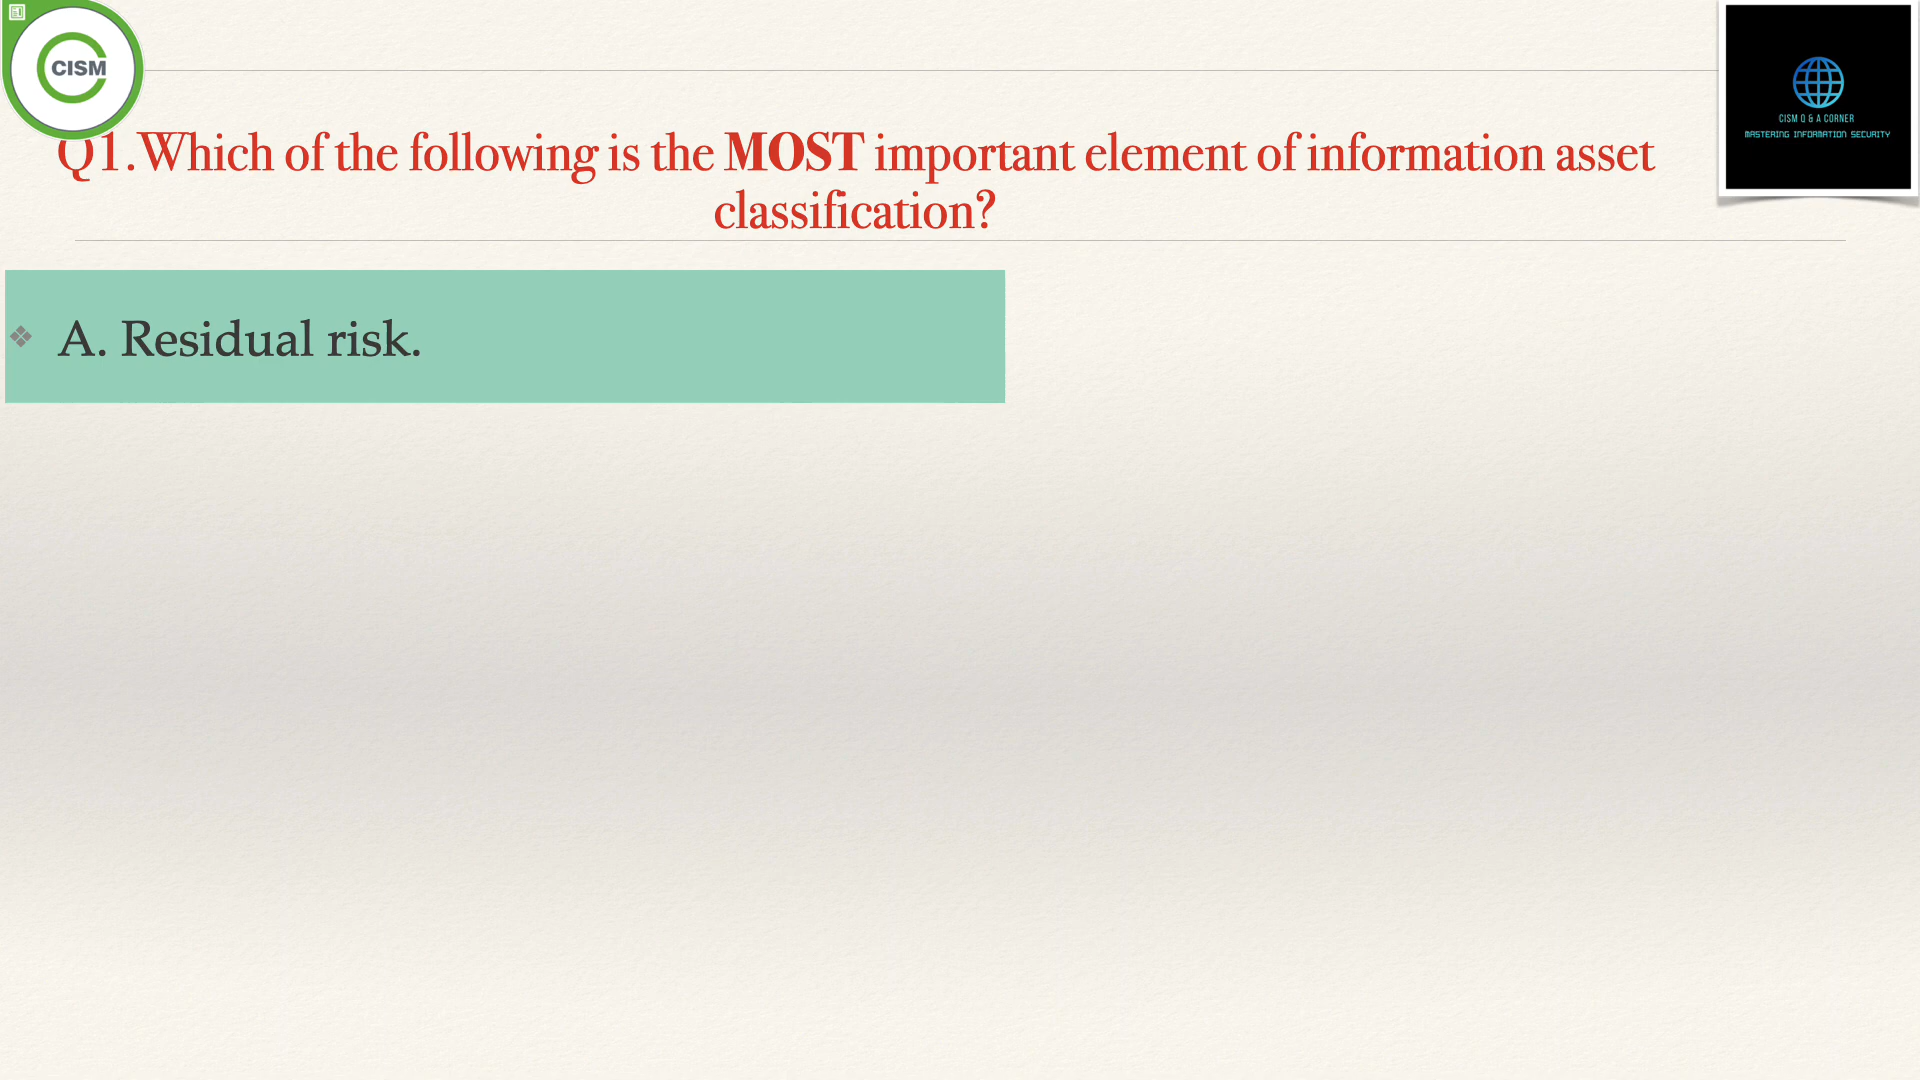 CISM
CISM Q & A CORNER
MASTERING INFORMATION SECURITY
Q1. Which of the following is the MOST important element of information asset
classification?
A. Residual risk.